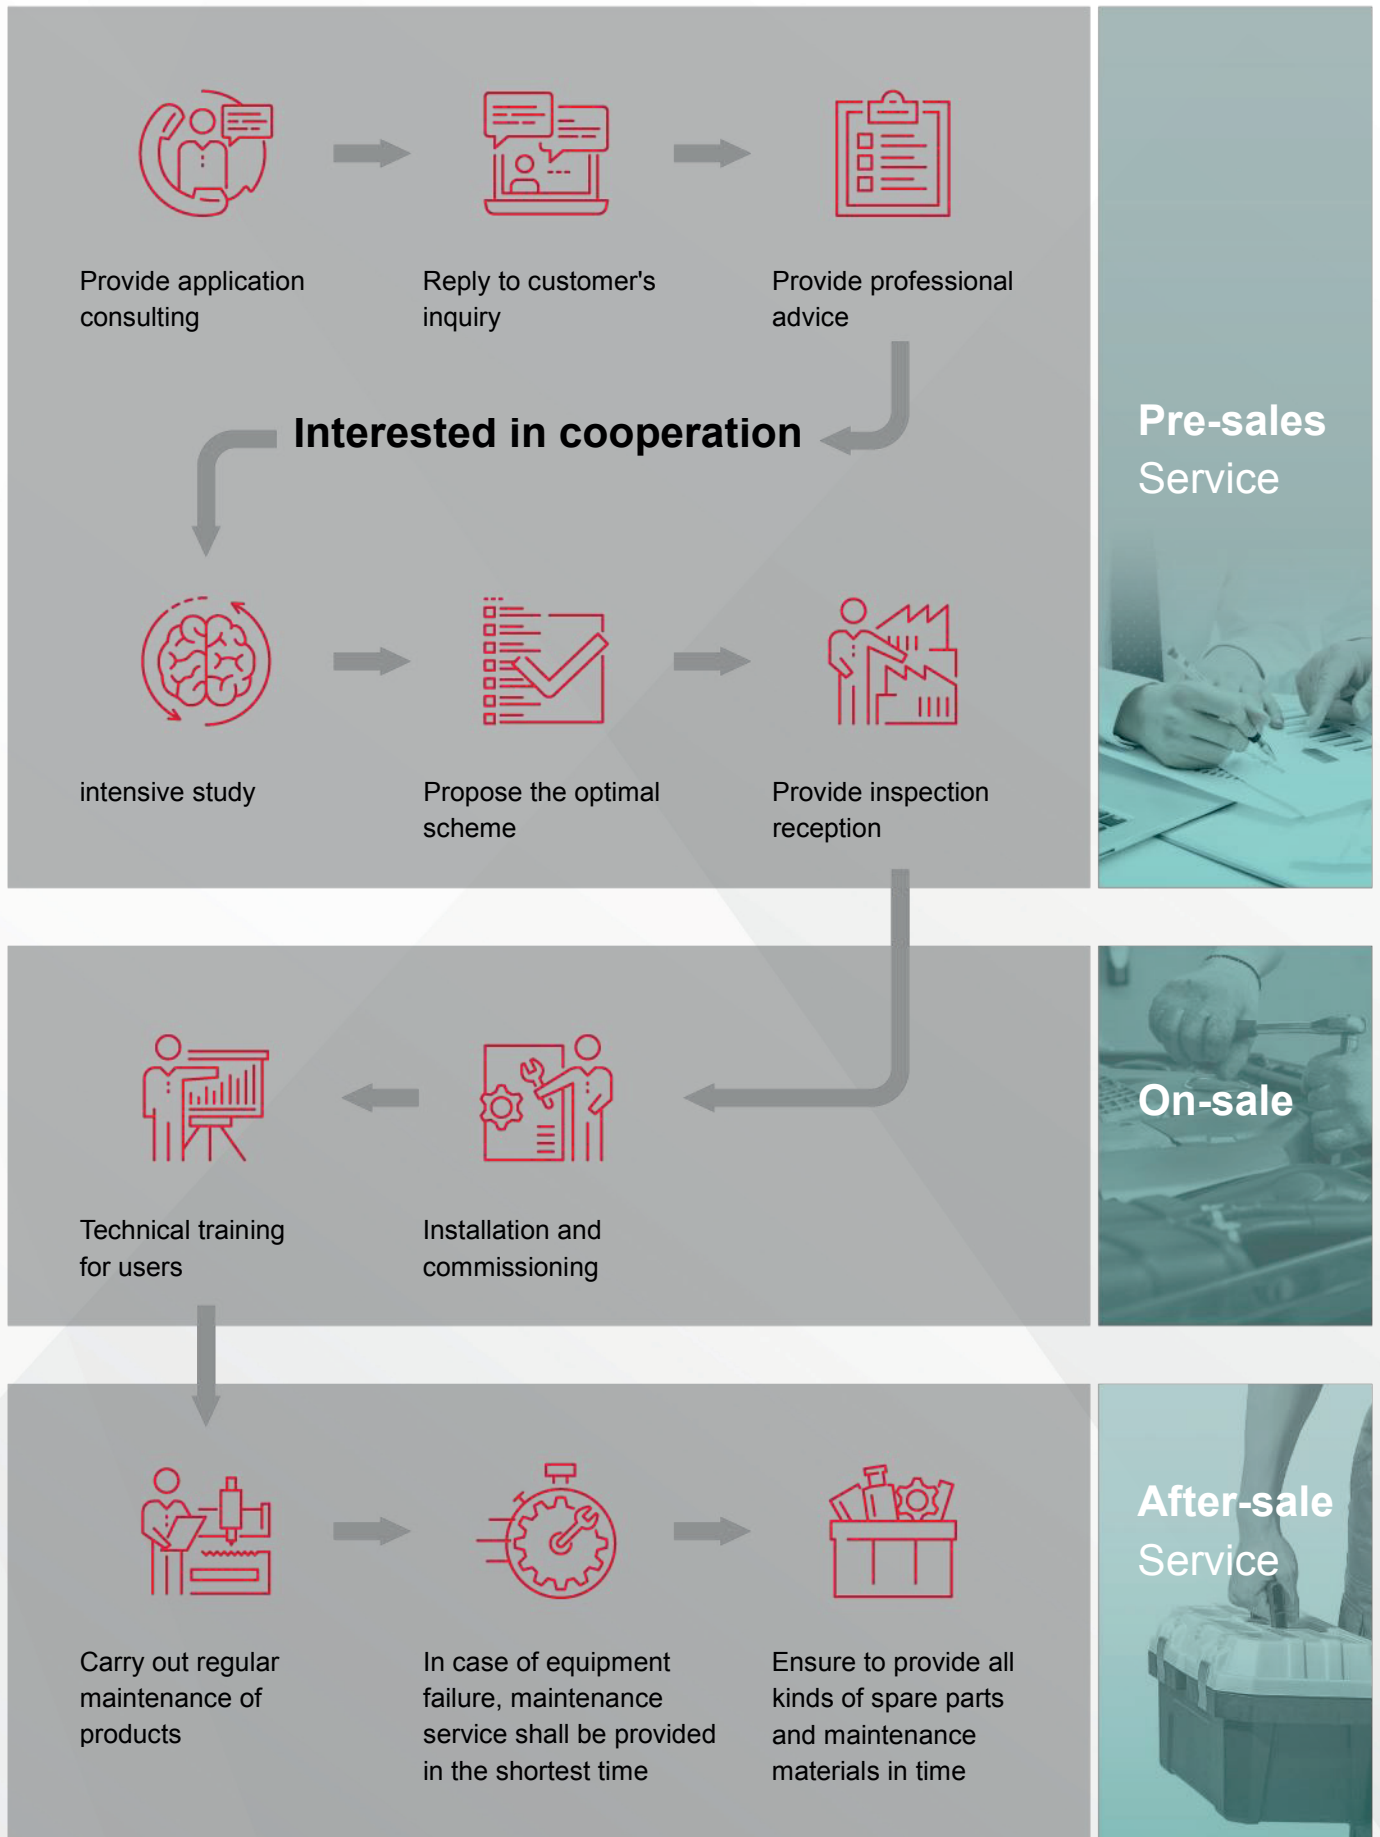 Provide application
consulting
Reply to customer's
inquiry
Provide professional
advice
Interested in cooperation
Pre-sales
Service
intensive study
Propose the optimal
scheme
Provide inspection
reception
Technical training
for users
Installation and
commissioning
On-sale
After-sale
Service
Carry out regular
maintenance of
products
In case of equipment
failure, maintenance
service shall be provided
in the shortest time
Ensure to provide all
kinds of spare parts
and maintenance
materials in time